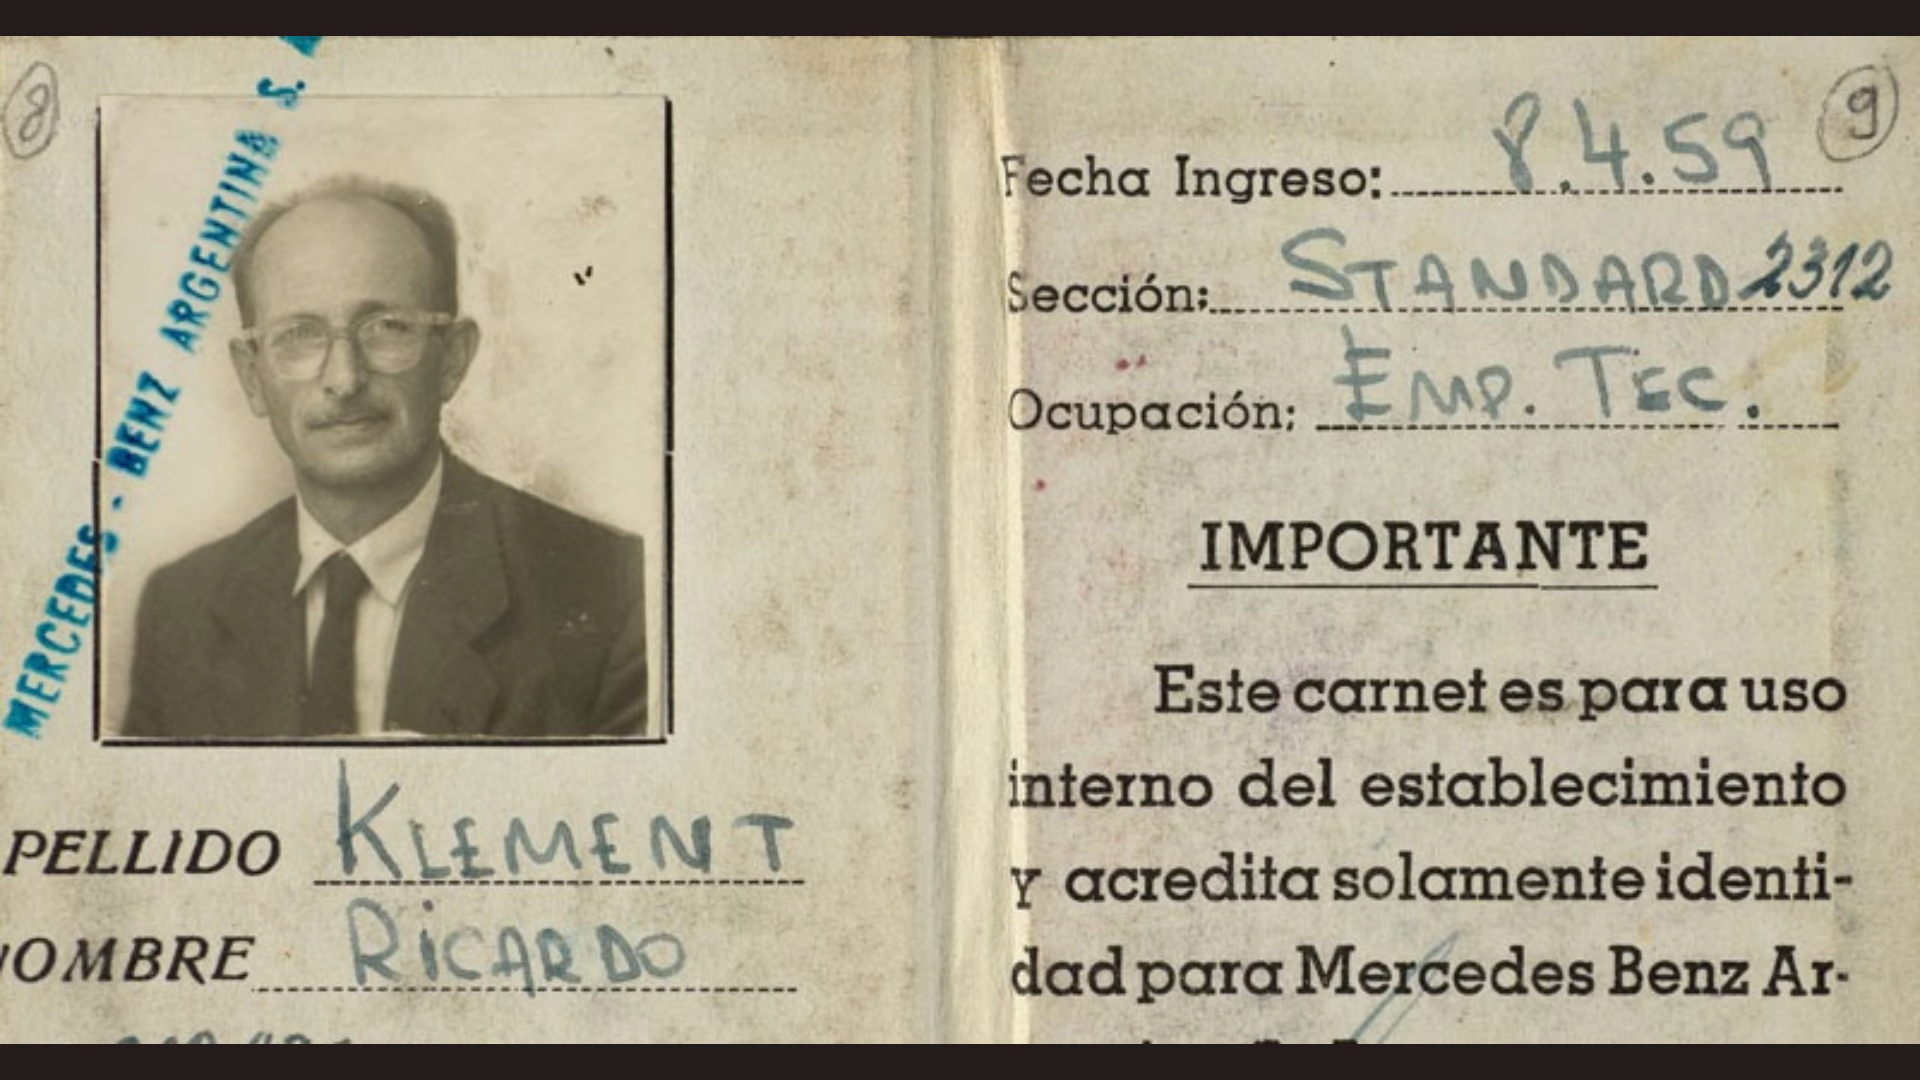 8
MERCEDES - BENZ ARGENTINA S.
PELLIDO KLEMENT
NOMBRE RICARDO
9
Fecha Ingreso: 8.4.59
Sección: STANDARD 2312
Ocupación: EMP. TEC.
IMPORTANTE
Este carnet es para uso
interno del establecimiento
y acredita solamente identi-
dad para Mercedes Benz Ar-